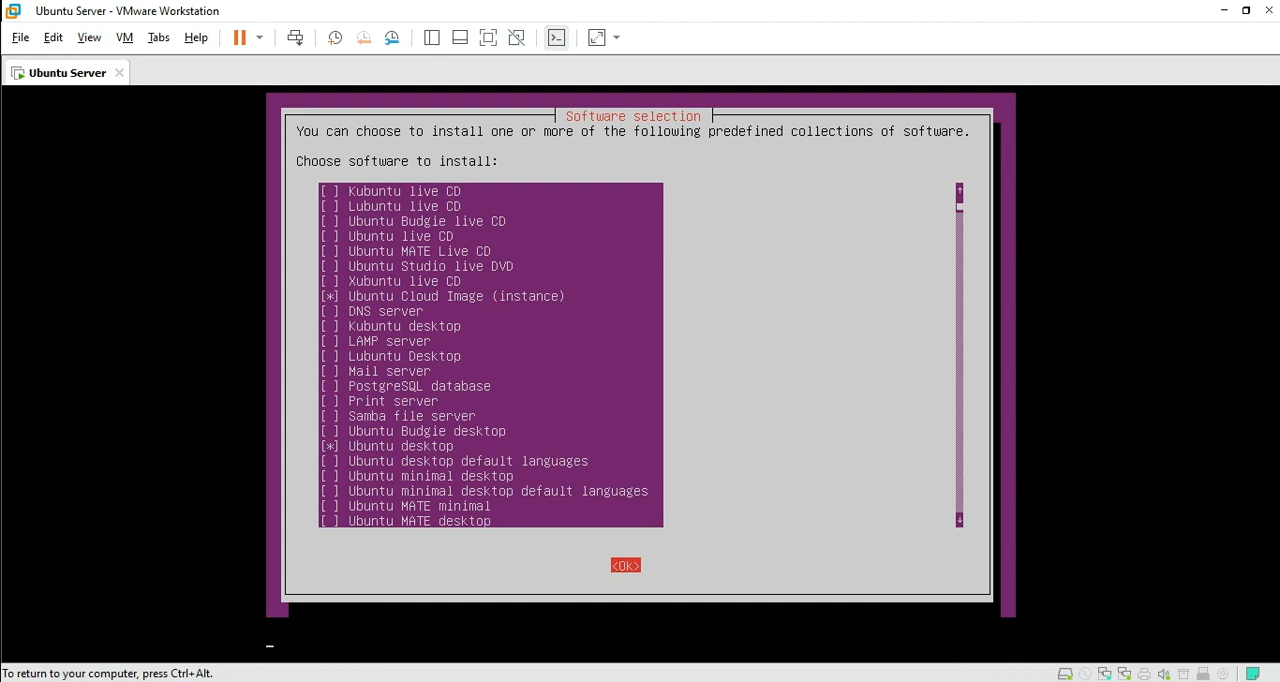 Ubuntu Server - VMware Workstation
File Edit View VM Tabs Help
Ubuntu Server
Software selection
You can choose to install one or more of the following predefined collections of software.
Choose software to install:
[ ] Kubuntu live CD
[ ] Lubuntu live CD
[ ] Ubuntu Budgie live CD
[ ] Ubuntu live CD
[ ] Ubuntu MATE Live CD
[ ] Ubuntu Studio live DVD
[ ] Xubuntu live CD
[*] Ubuntu Cloud Image (instance)
[ ] DNS server
[ ] Kubuntu desktop
[ ] LAMP server
[ ] Lubuntu Desktop
[ ] Mail server
[ ] PostgreSQL database
[ ] Print server
[ ] Samba file server
[ ] Ubuntu Budgie desktop
[*] Ubuntu desktop
[ ] Ubuntu desktop default languages
[ ] Ubuntu minimal desktop
[ ] Ubuntu minimal desktop default languages
[ ] Ubuntu MATE minimal
[ ] Ubuntu MATE desktop
<Ok>
To return to your computer, press Ctrl+Alt.